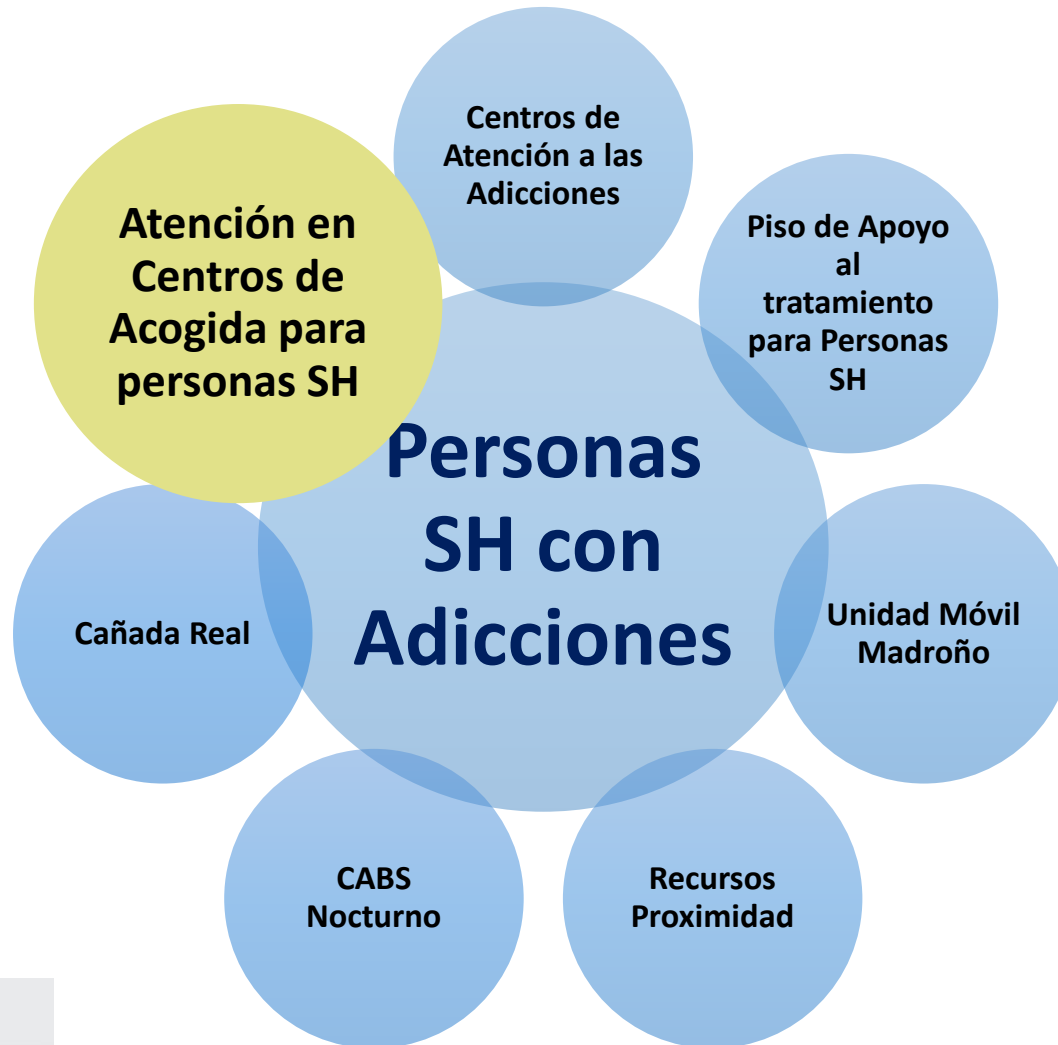 Centros de
Atención a las
Adicciones
Atención en
Centros de
Acogida para
personas SH
Piso de Apoyo
al
tratamiento
para Personas
SH
Personas
SH con
Adicciones
Cañada Real
Unidad Móvil
Madroño
CABS
Nocturno
Recursos
Proximidad